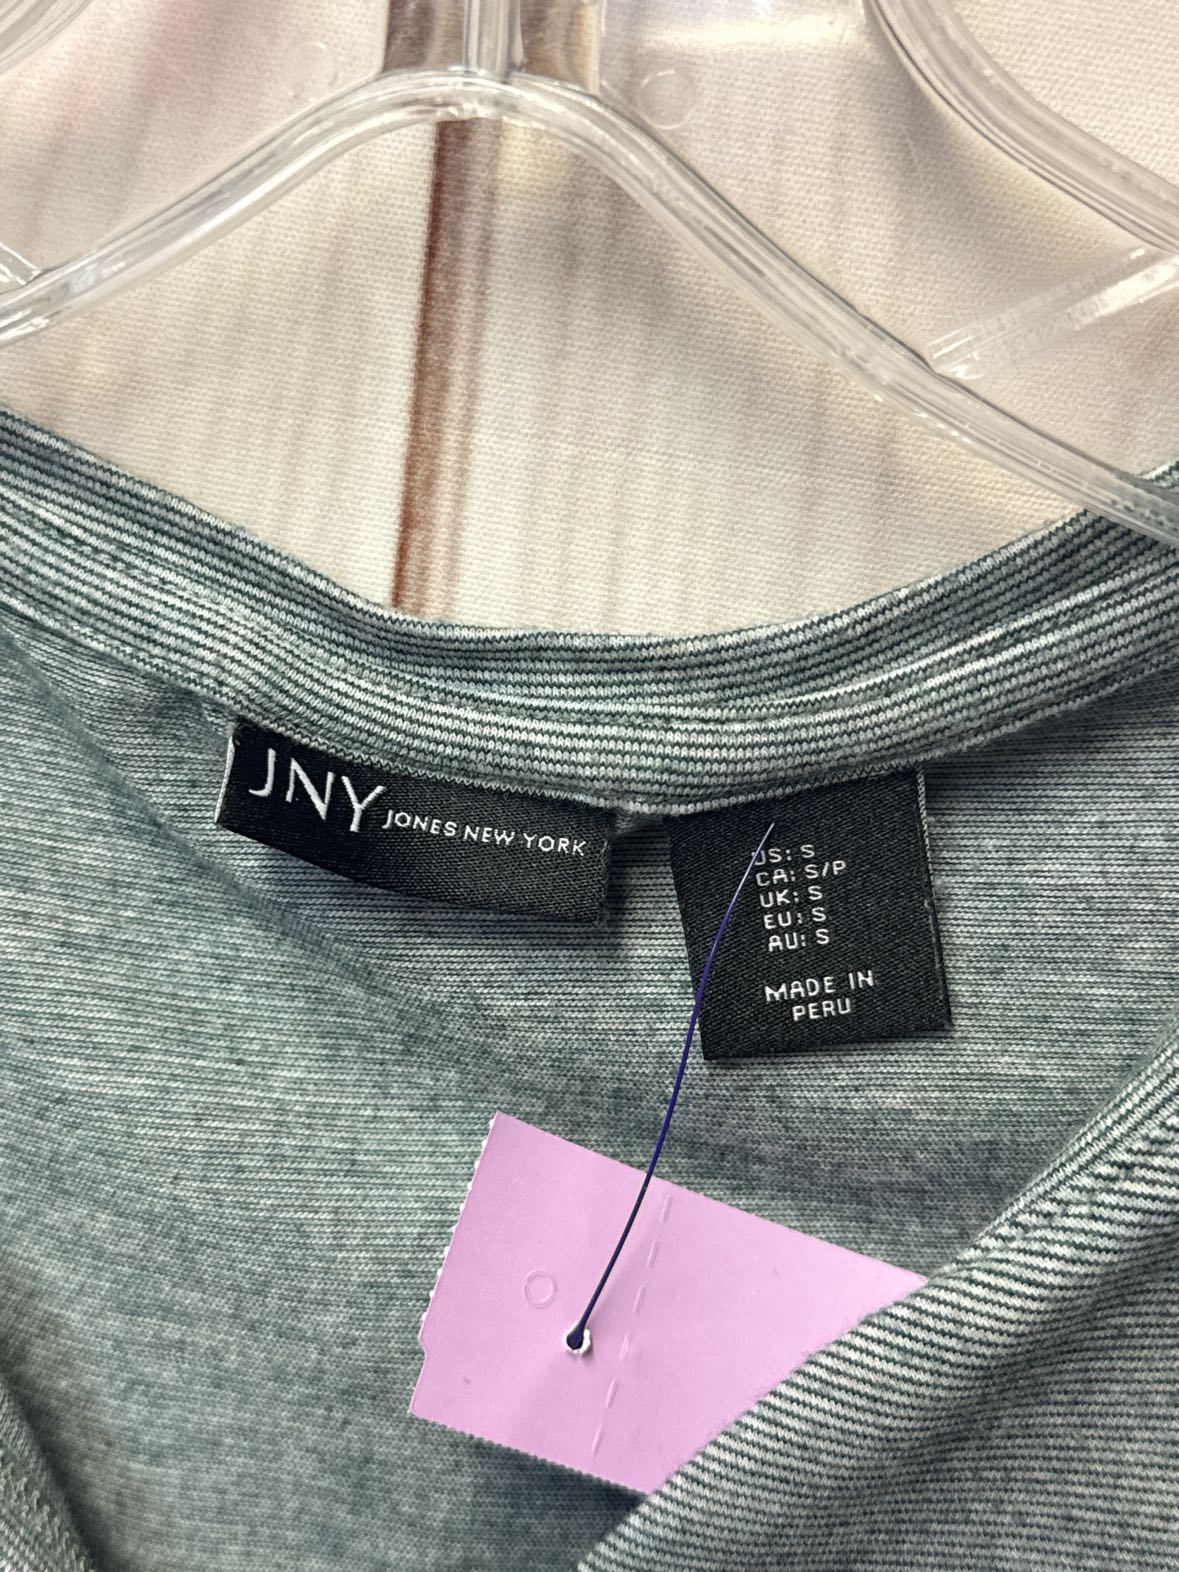 JNY JONES NEW YORK
US: S
CA: S/P
UK: S
EU: S
AU: S
MADE IN
PERU